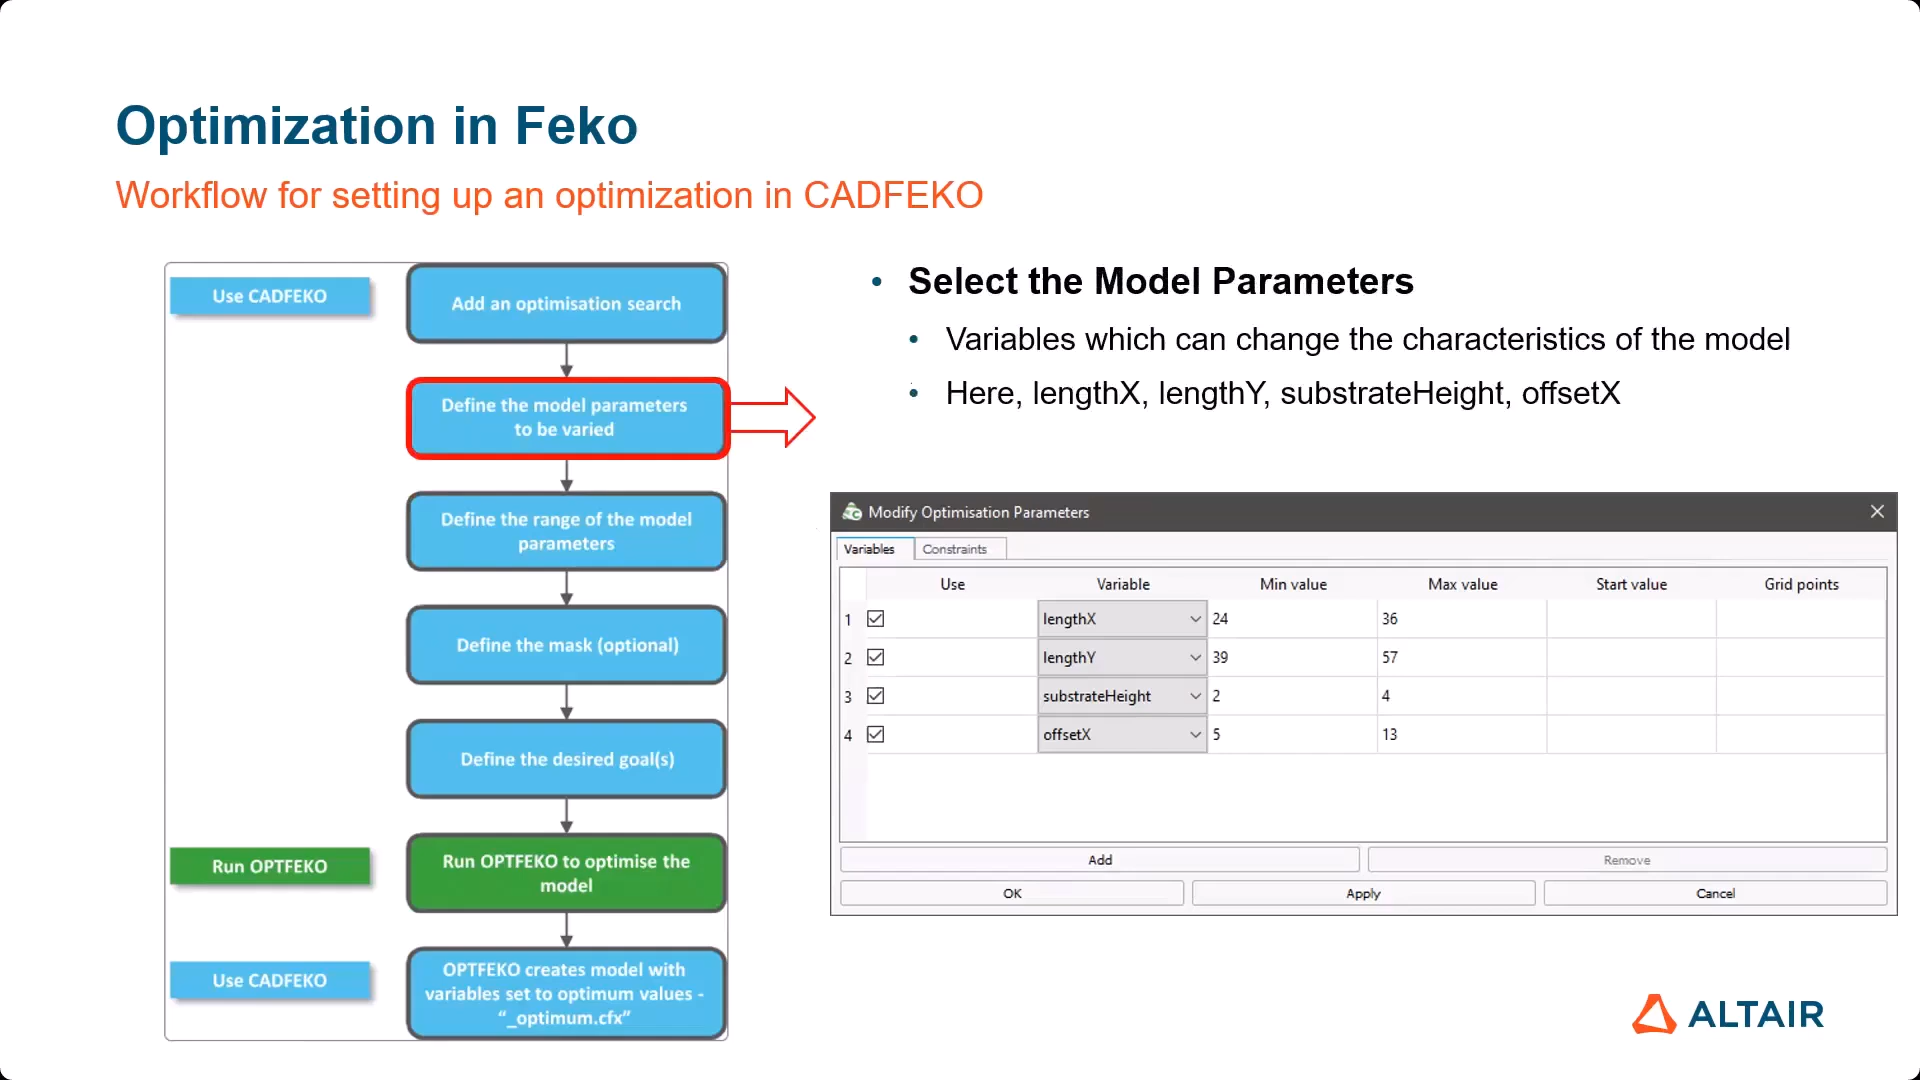 Optimization in Feko
Workflow for setting up an optimization in CADFEKO
Use CADFEKO
Add an optimisation search
Define the model parameters
to be varied
Define the range of the model
parameters
Define the mask (optional)
Define the desired goal(s)
Run OPTFEKO
Run OPTFEKO to optimise the
model
Use CADFEKO
OPTFEKO creates model with
variables set to optimum values -
“_optimum.cfx”
• Select the Model Parameters
• Variables which can change the characteristics of the model
• Here, lengthX, lengthY, substrateHeight, offsetX
Modify Optimisation Parameters
Variables Constraints
Use Variable Min value Max value Start value Grid points
1 lengthX 24 36
2 lengthY 39 57
3 substrateHeight 2 4
4 offsetX 5 13
Add Remove
OK Apply Cancel
ALTAIR